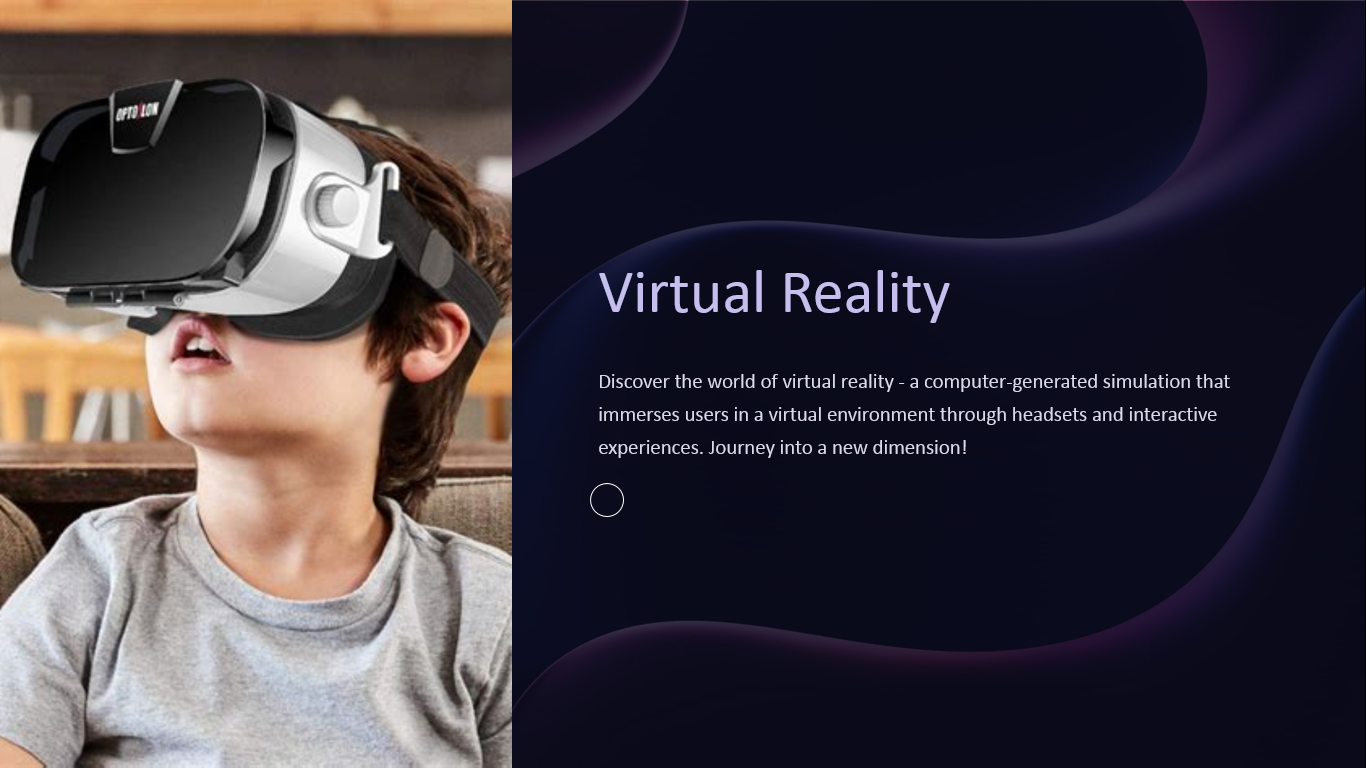 OPTOSLON
Virtual Reality
Discover the world of virtual reality - a computer-generated simulation that
immerses users in a virtual environment through headsets and interactive
experiences. Journey into a new dimension!